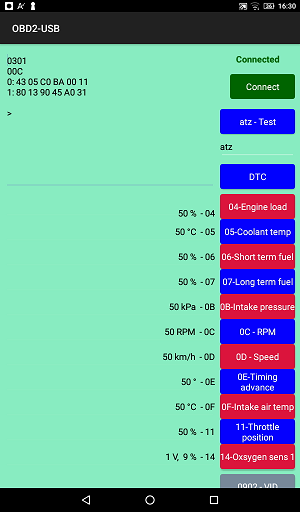 16:30
OBD2-USB
0301
00C
0: 43 05 C0 BA 00 11
1: 80 13 90 45 A0 31
>
Connected
Connect
atz - Test
atz
DTC
50 % - 04 04-Engine load
50 °C - 05 05-Coolant temp
50 % - 06 06-Short term fuel
50 % - 07 07-Long term fuel
50 kPa - 0B 0B-Intake pressure
50 RPM - 0C 0C - RPM
50 km/h - 0D 0D - Speed
50 ° - 0E 0E-Timing
advance
50 °C - 0F 0F-Intake air temp
50 % - 11 11-Throttle
position
1 V, 9 % - 14 14-Oxsygen sens 1
0902 - VID